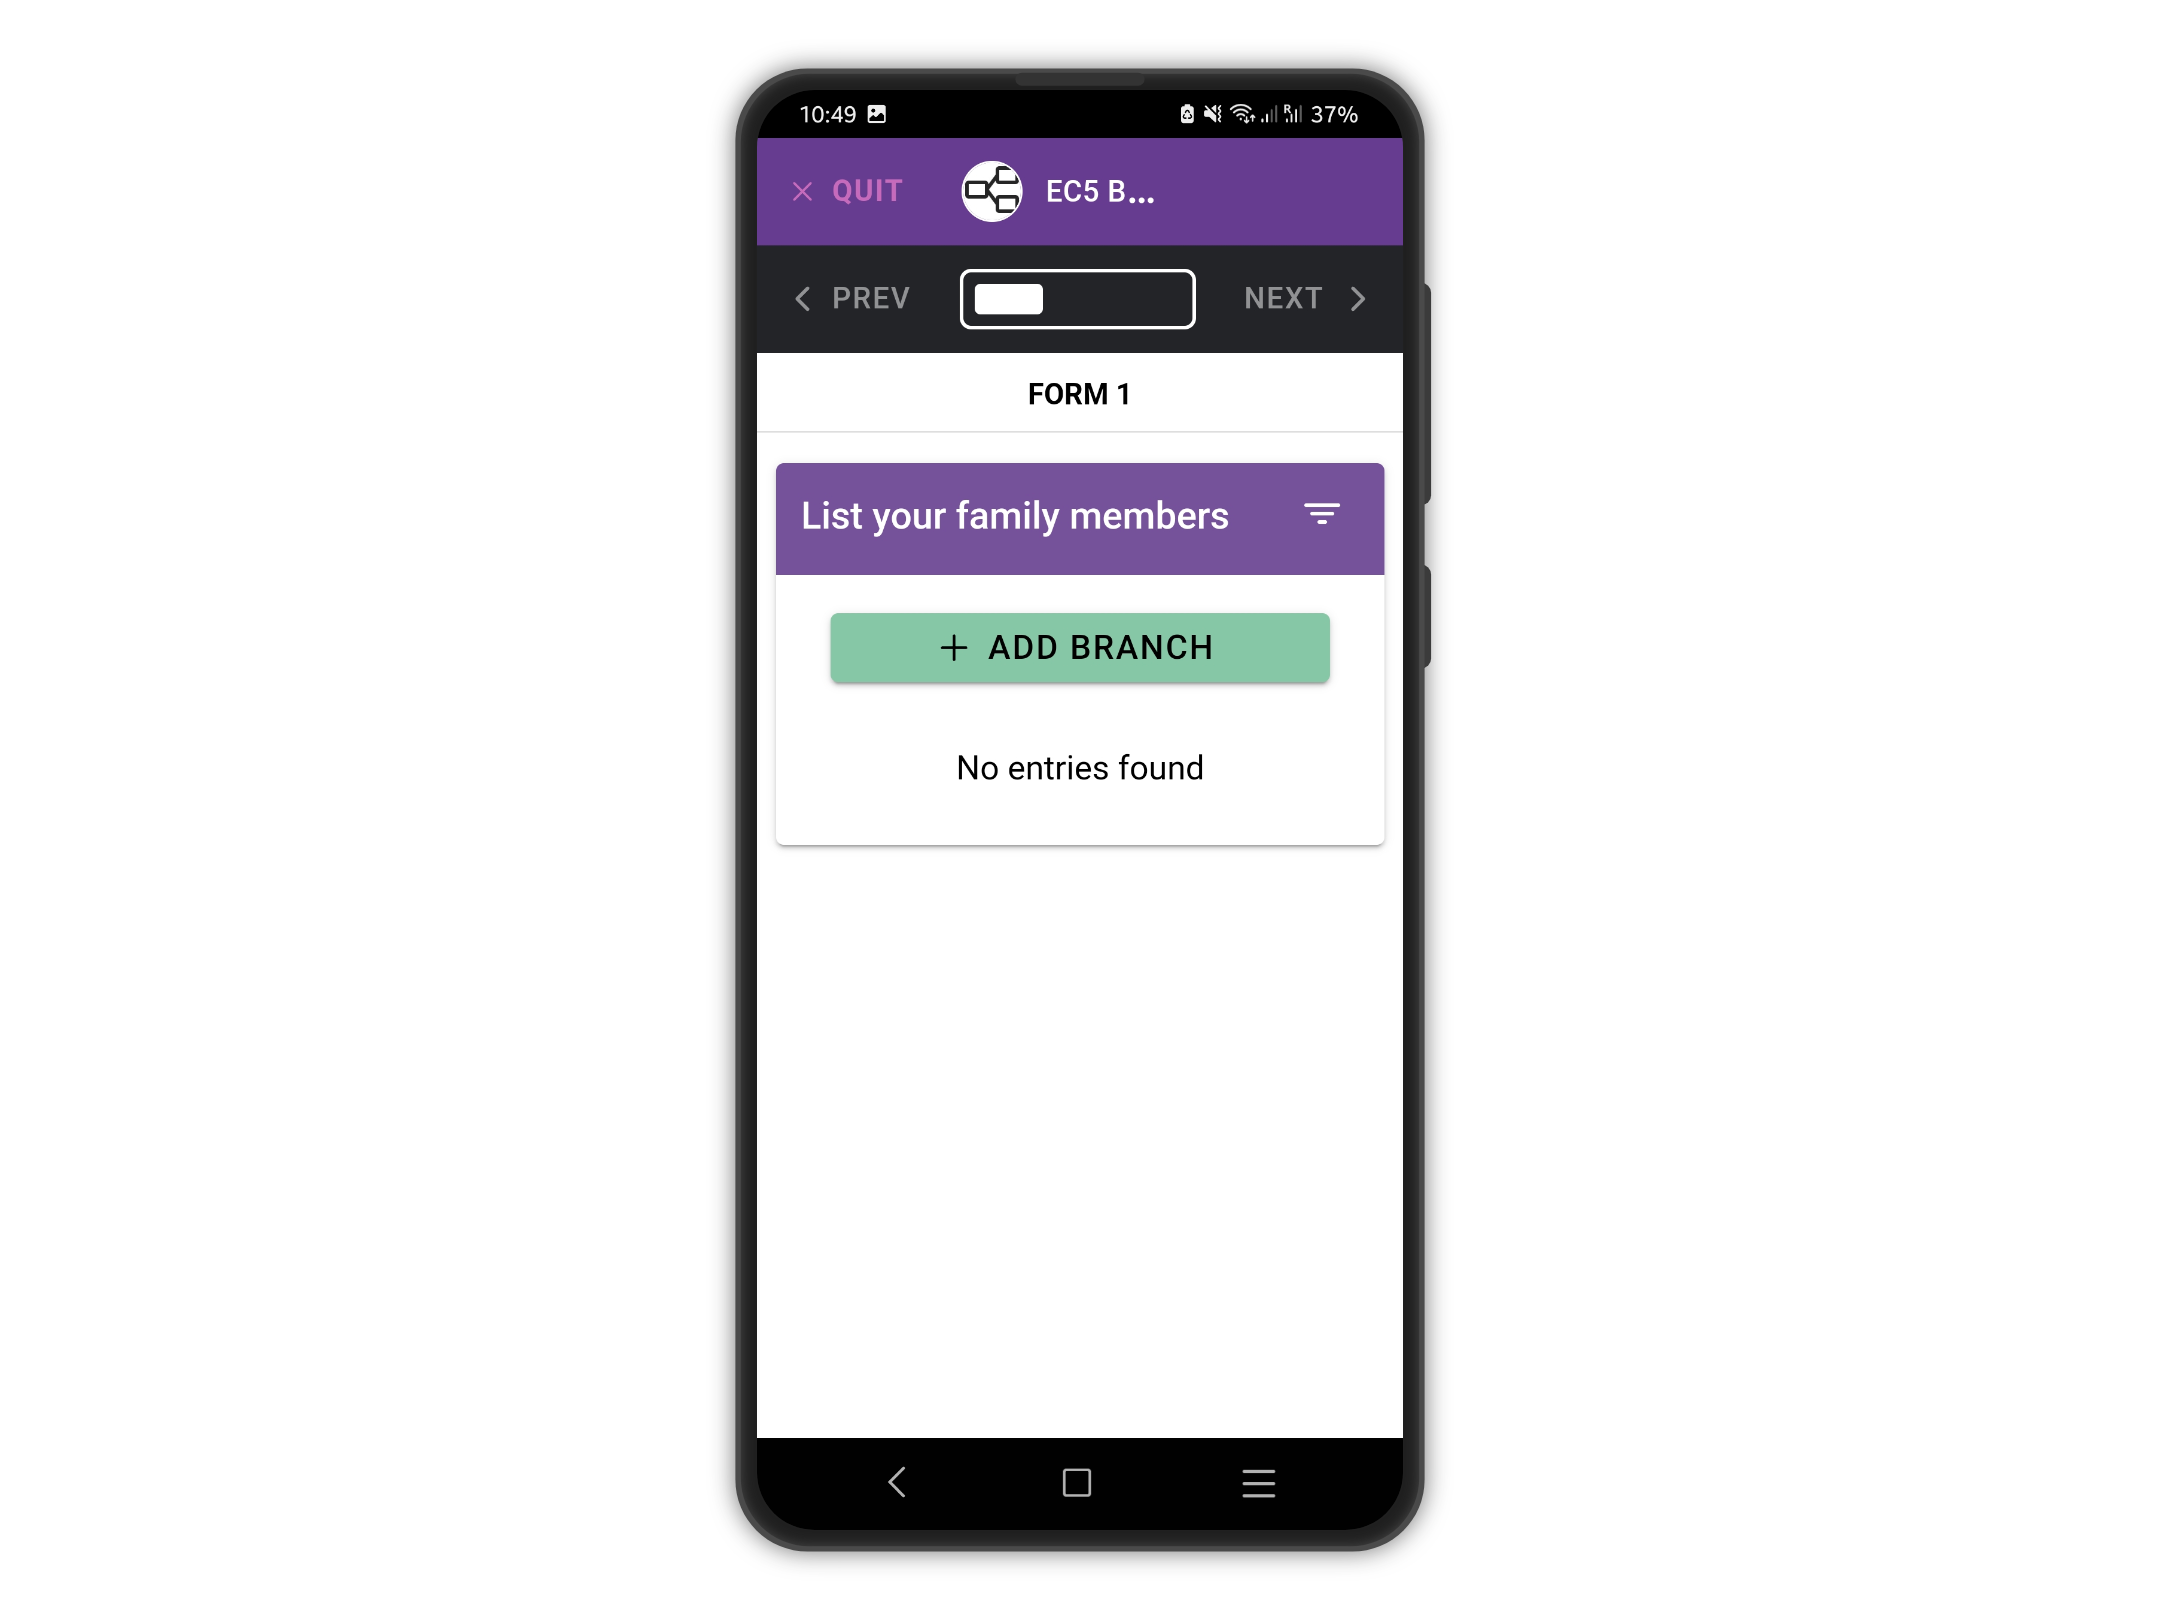 10:49 37%
QUIT EC5 B...
PREV NEXT
FORM 1
List your family members
+ ADD BRANCH
No entries found